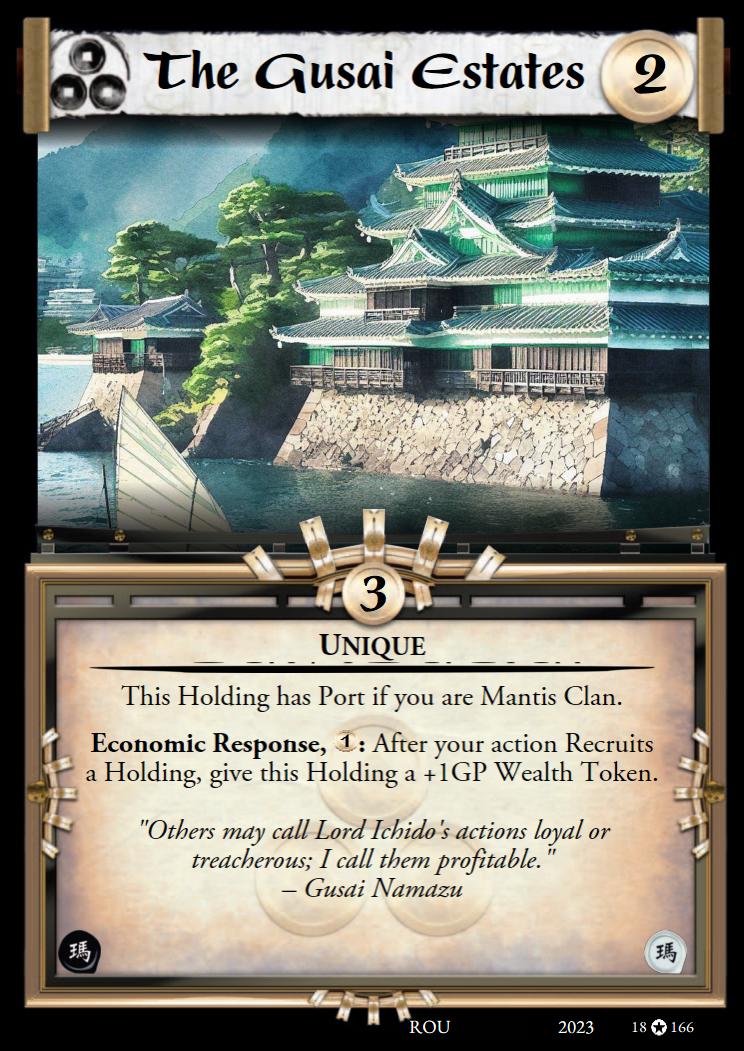 The Gusai Estates
2
3
Unique
This Holding has Port if you are Mantis Clan.
Economic Response, 1: After your action Recruits
a Holding, give this Holding a +1GP Wealth Token.
"Others may call Lord Ichido's actions loyal or
treacherous; I call them profitable."
– Gusai Namazu
瑪
瑪
ROU 2023 18 ✪ 166